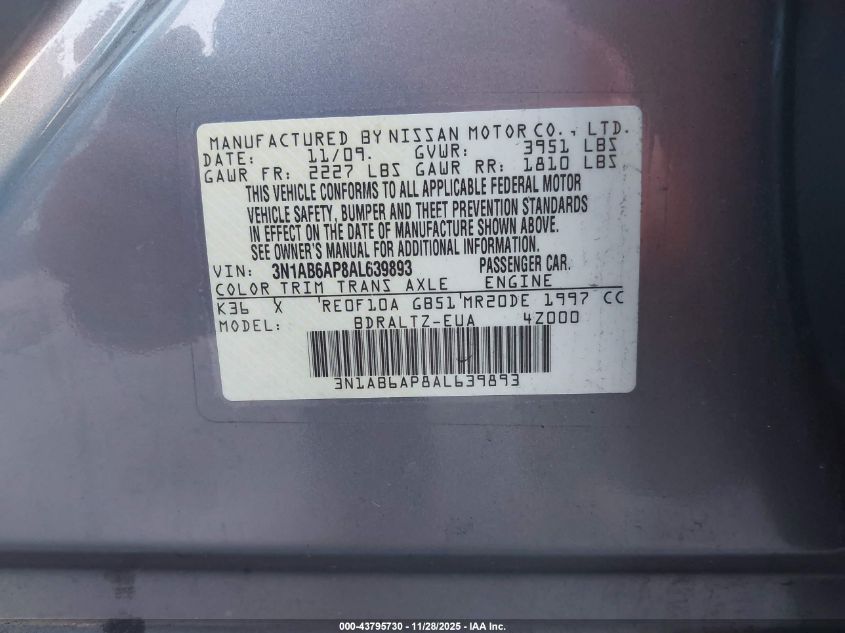 MANUFACTURED BY NISSAN MOTOR CO., LTD.
DATE: 11/09. GVWR: 3951 LBS
GAWR FR: 2227 LBS GAWR RR: 1810 LBS
THIS VEHICLE CONFORMS TO ALL APPLICABLE FEDERAL MOTOR
VEHICLE SAFETY, BUMPER AND THEFT PREVENTION STANDARDS
IN EFFECT ON THE DATE OF MANUFACTURE SHOWN ABOVE.
SEE OWNER'S MANUAL FOR ADDITIONAL INFORMATION.
VIN: 3N1AB6AP8AL639893 PASSENGER CAR.
COLOR TRIM TRANS AXLE ENGINE
K36 X 'RE0F10A GB51'MR20DE 1997 CC
MODEL: BDRALTZ-EUA 4Z000
3N1AB6AP8AL639893
000-43795730 - 11/28/2025 - IAA Inc.